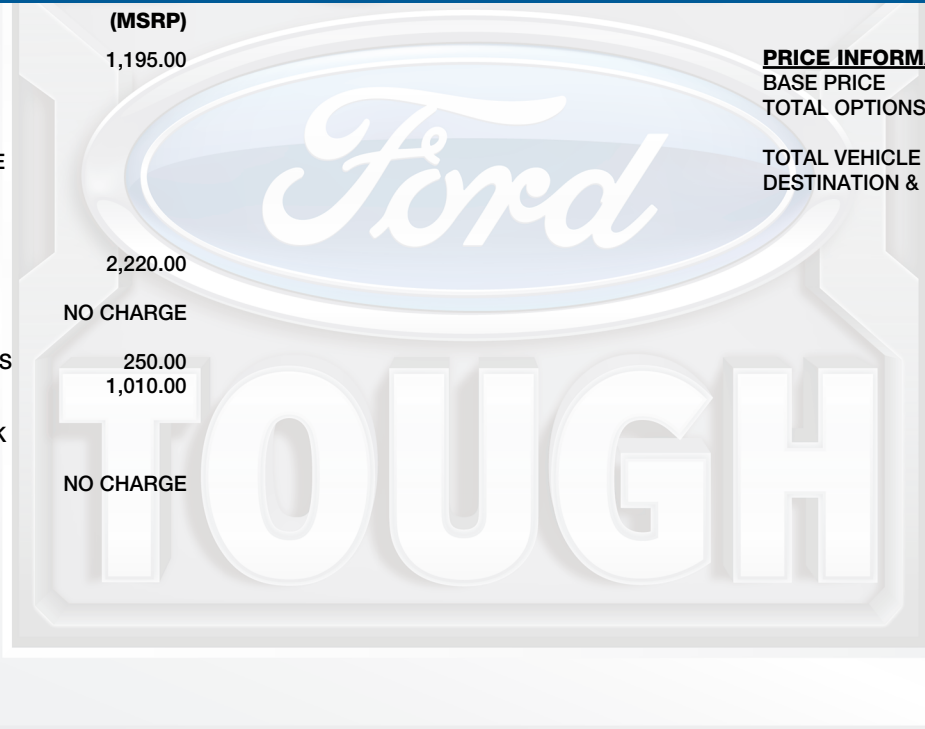 (MSRP)
1,195.00
E
2,220.00
NO CHARGE
S 250.00
1,010.00
K
NO CHARGE
PRICE INFORMA
BASE PRICE
TOTAL OPTIONS
TOTAL VEHICLE
DESTINATION &
Ford
TOUGH